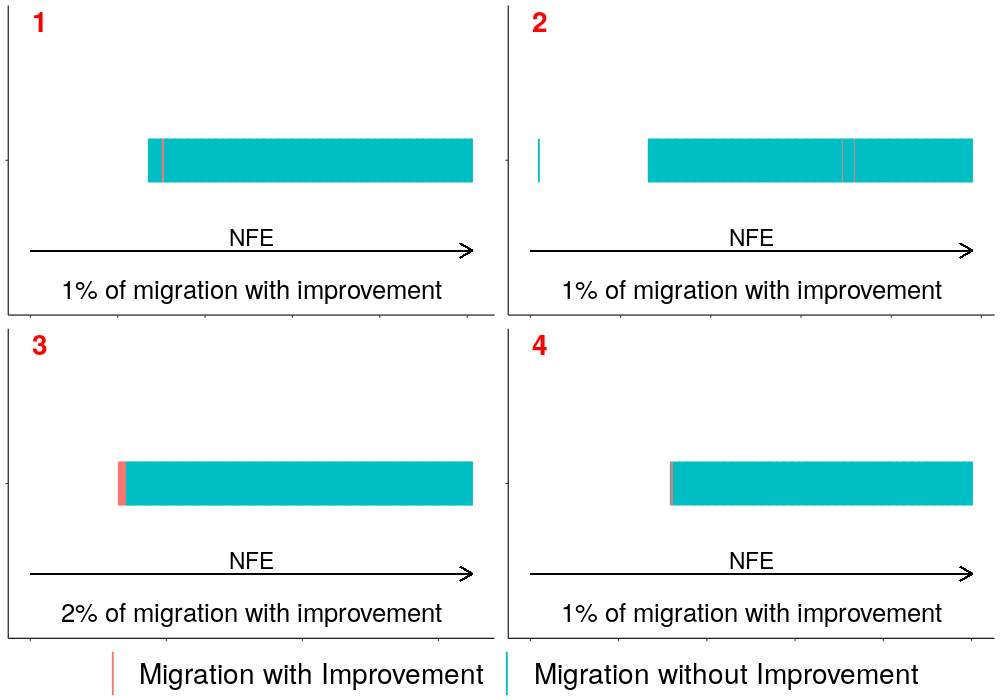 1
NFE
1% of migration with improvement
2
NFE
1% of migration with improvement
3
NFE
2% of migration with improvement
4
NFE
1% of migration with improvement
Migration with Improvement
Migration without Improvement